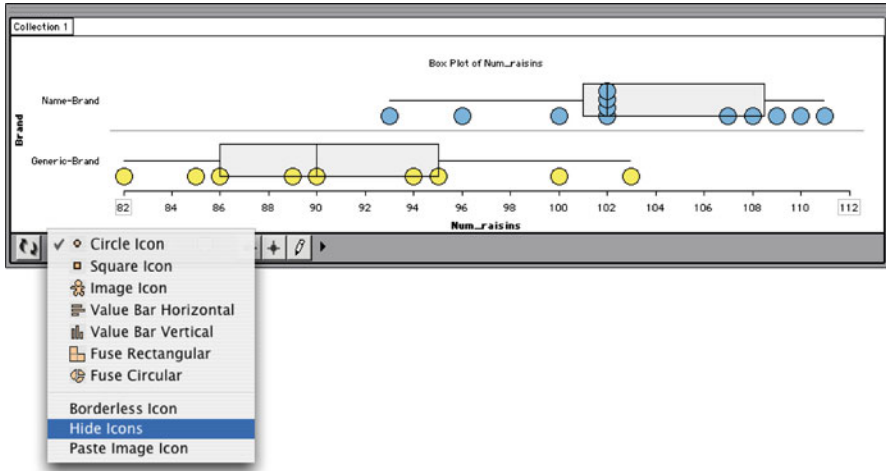 Collection 1
Box Plot of Num_raisins
Name-Brand
Brand
Generic-Brand
82 84 86 88 90 92 94 96 98 100 102 104 106 108 110 112
Num_raisins
✓ Circle Icon
Square Icon
Image Icon
Value Bar Horizontal
Value Bar Vertical
Fuse Rectangular
Fuse Circular
Borderless Icon
Hide Icons
Paste Image Icon